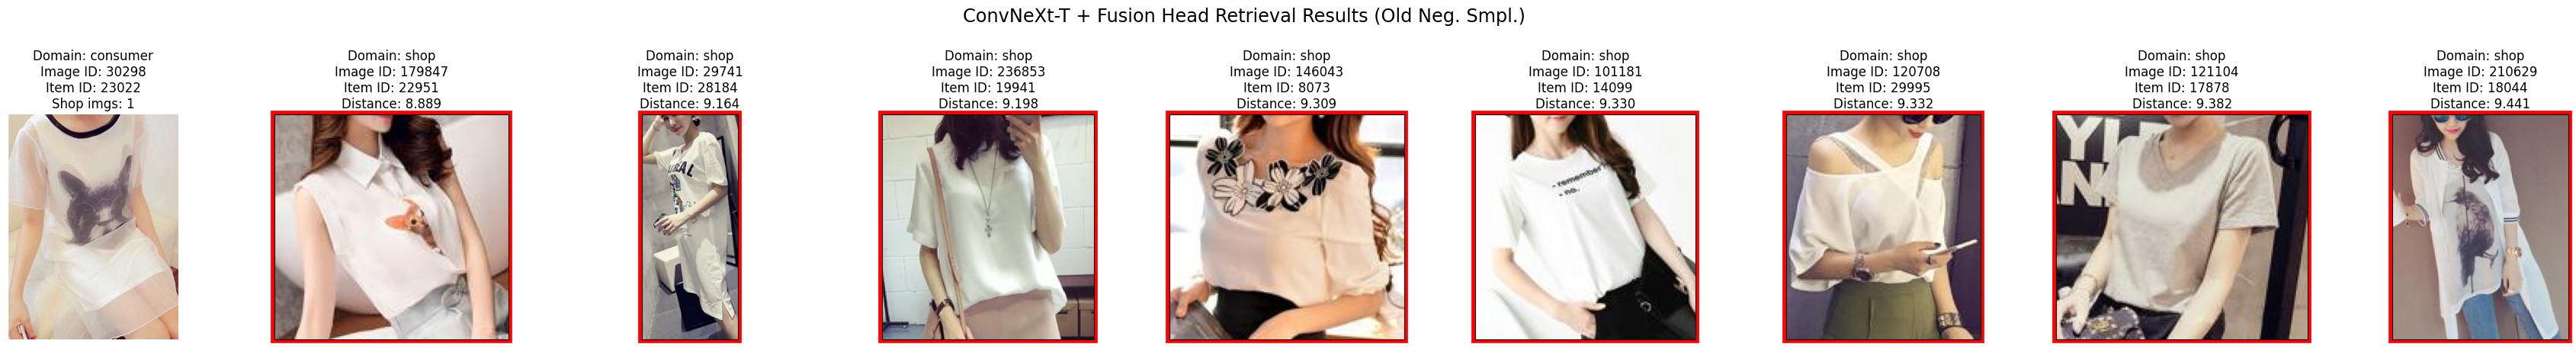 ConvNeXt-T + Fusion Head Retrieval Results (Old Neg. Smpl.)
Domain: consumer
Image ID: 30298
Item ID: 23022
Shop imgs: 1
Domain: shop
Image ID: 179847
Item ID: 22951
Distance: 8.889
Domain: shop
Image ID: 29741
Item ID: 28184
Distance: 9.164
Domain: shop
Image ID: 236853
Item ID: 19941
Distance: 9.198
Domain: shop
Image ID: 146043
Item ID: 8073
Distance: 9.309
Domain: shop
Image ID: 101181
Item ID: 14099
Distance: 9.330
- remember
- no.
Domain: shop
Image ID: 120708
Item ID: 29995
Distance: 9.332
Domain: shop
Image ID: 121104
Item ID: 17878
Distance: 9.382
Domain: shop
Image ID: 210629
Item ID: 18044
Distance: 9.441